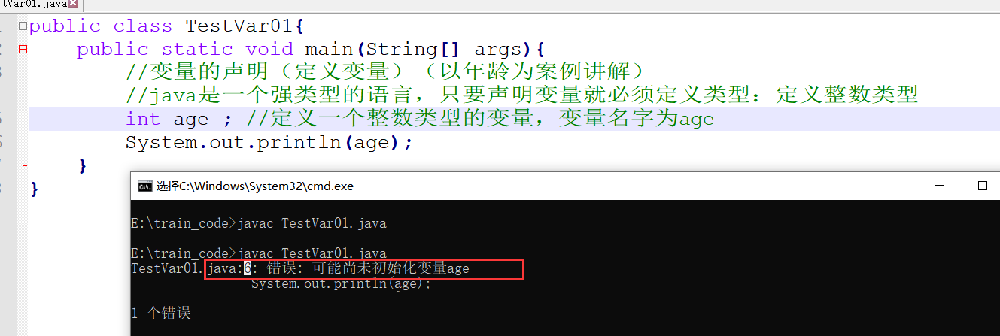 tVar01.java
public class TestVar01{
public static void main(String[] args){
//变量的声明（定义变量）（以年龄为案例讲解）
//java是一个强类型的语言，只要声明变量就必须定义类型：定义整数类型
int age ; //定义一个整数类型的变量，变量名字为age
System.out.println(age);
}
}
选择C:\Windows\System32\cmd.exe
E:\train_code>javac TestVar01.java
E:\train_code>javac TestVar01.java
TestVar01.java:6: 错误: 可能尚未初始化变量age
System.out.println(age);
^
1 个错误